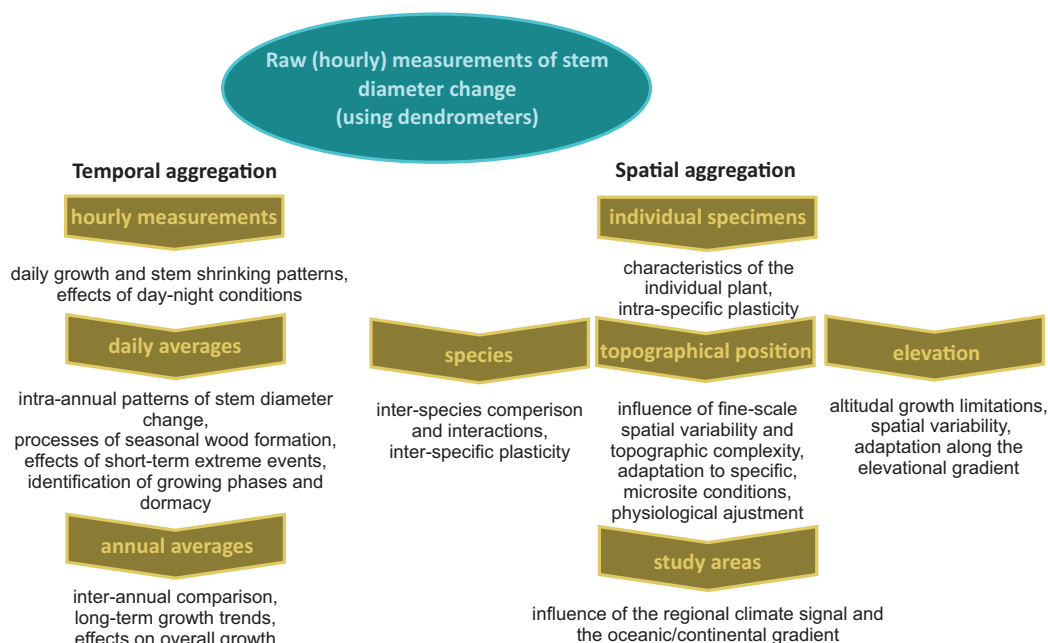 Raw (hourly) measurements of stem
diameter change
(using dendrometers)
Temporal aggregation
hourly measurements
daily growth and stem shrinking patterns,
effects of day-night conditions
daily averages
intra-annual patterns of stem diameter
change,
processes of seasonal wood formation,
effects of short-term extreme events,
identification of growing phases and
dormacy
annual averages
inter-annual comparison,
long-term growth trends,
effects on overall growth
Spatial aggregation
individual specimens
characteristics of the
individual plant,
intra-specific plasticity
species
inter-species comparison
and interactions,
inter-specific plasticity
topographical position
influence of fine-scale
spatial variability and
topographic complexity,
adaptation to specific,
microsite conditions,
physiological ajustment
elevation
altitudal growth limitations,
spatial variability,
adaptation along the
elevational gradient
study areas
influence of the regional climate signal and
the oceanic/continental gradient